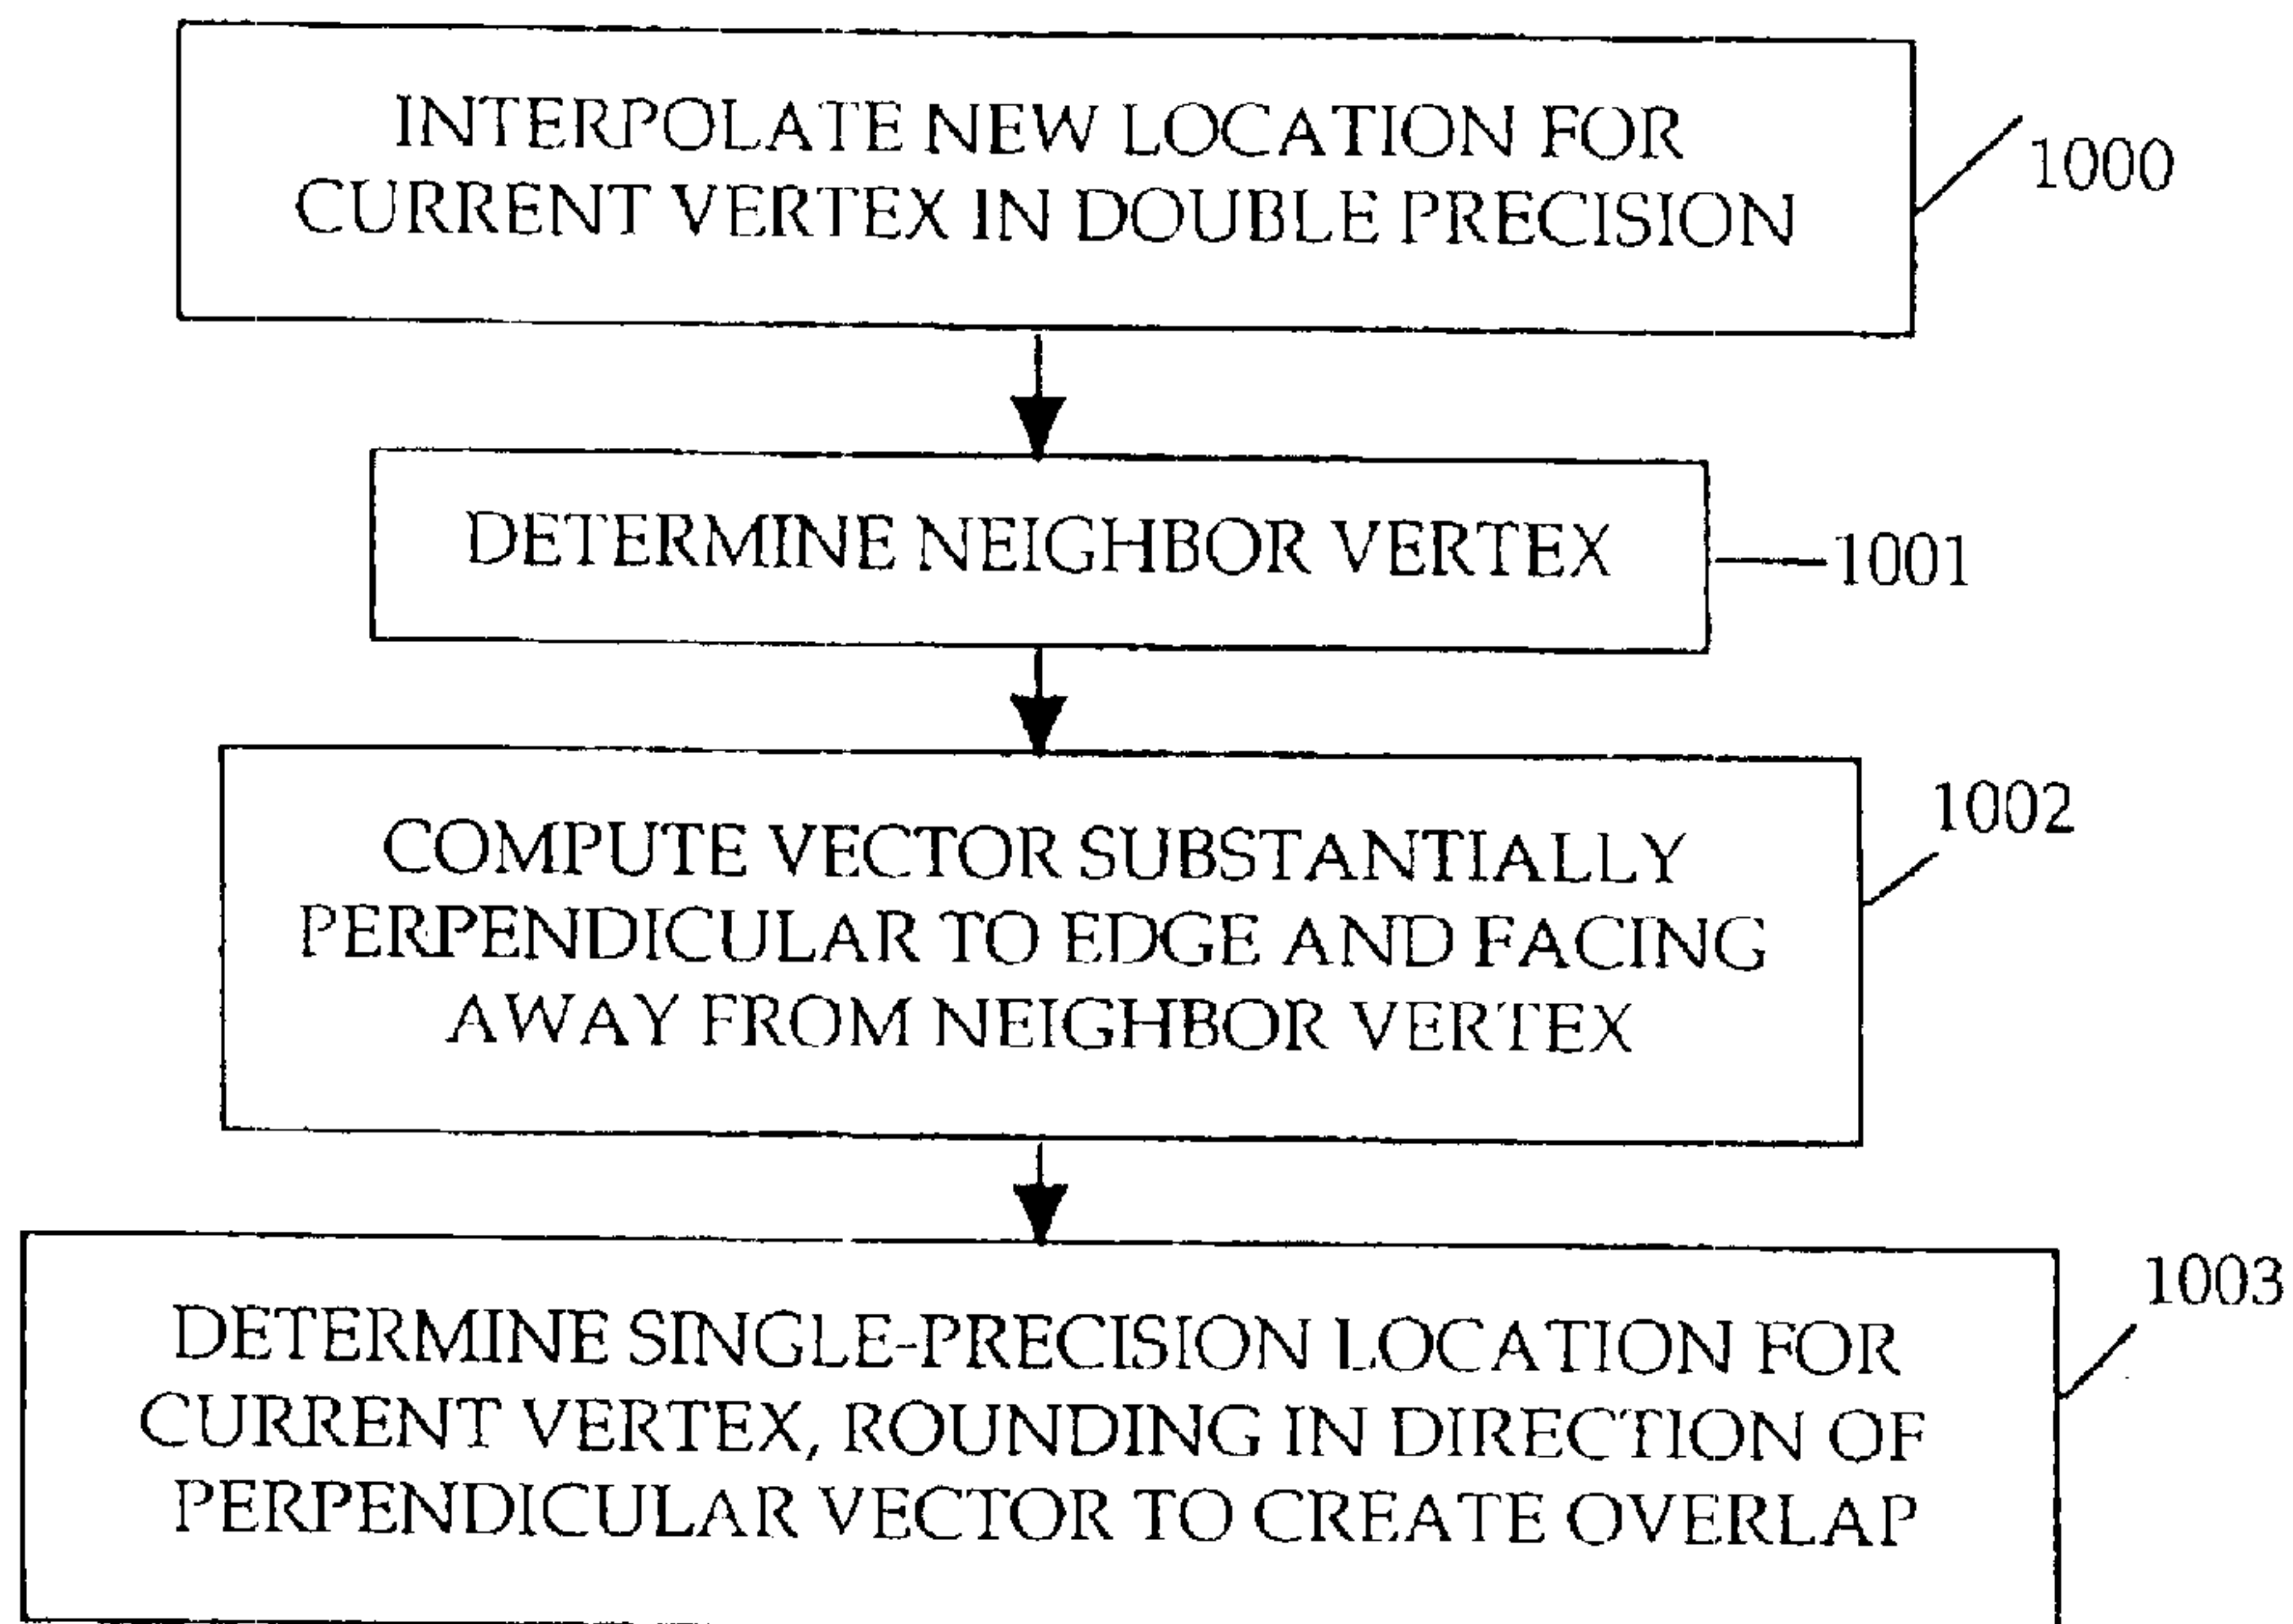 INTERPOLATE NEW LOCATION FOR
CURRENT VERTEX IN DOUBLE PRECISION
1000
DETERMINE NEIGHBOR VERTEX
1001
COMPUTE VECTOR SUBSTANTIALLY
PERPENDICULAR TO EDGE AND FACING
AWAY FROM NEIGHBOR VERTEX
1002
DETERMINE SINGLE-PRECISION LOCATION FOR
CURRENT VERTEX, ROUNDING IN DIRECTION OF
PERPENDICULAR VECTOR TO CREATE OVERLAP
1003